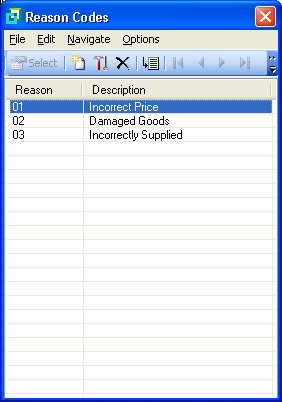 Reason Codes
File Edit Navigate Options
Select
Reason Description
01 Incorrect Price
02 Damaged Goods
03 Incorrectly Supplied